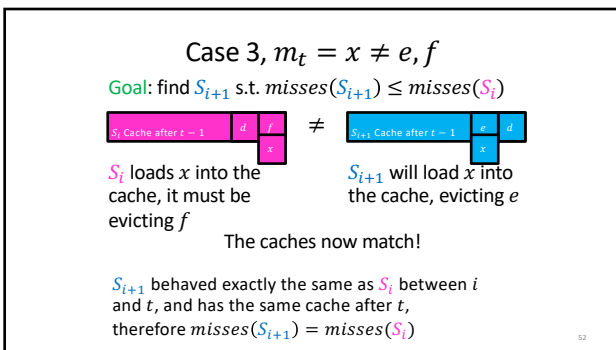 Case 3, $m_t = x \neq e, f$
Goal: find $S_{i+1}$ s.t. $misses(S_{i+1}) \leq misses(S_i)$
$S_i$ Cache after $t-1$ d f ≠ $S_{i+1}$ Cache after $t-1$ e d
x x
$S_i$ loads $x$ into the
cache, it must be
evicting $f$
$S_{i+1}$ will load $x$ into
the cache, evicting $e$
The caches now match!
$S_{i+1}$ behaved exactly the same as $S_i$ between $i$
and $t$, and has the same cache after $t$,
therefore $misses(S_{i+1}) = misses(S_i)$
52